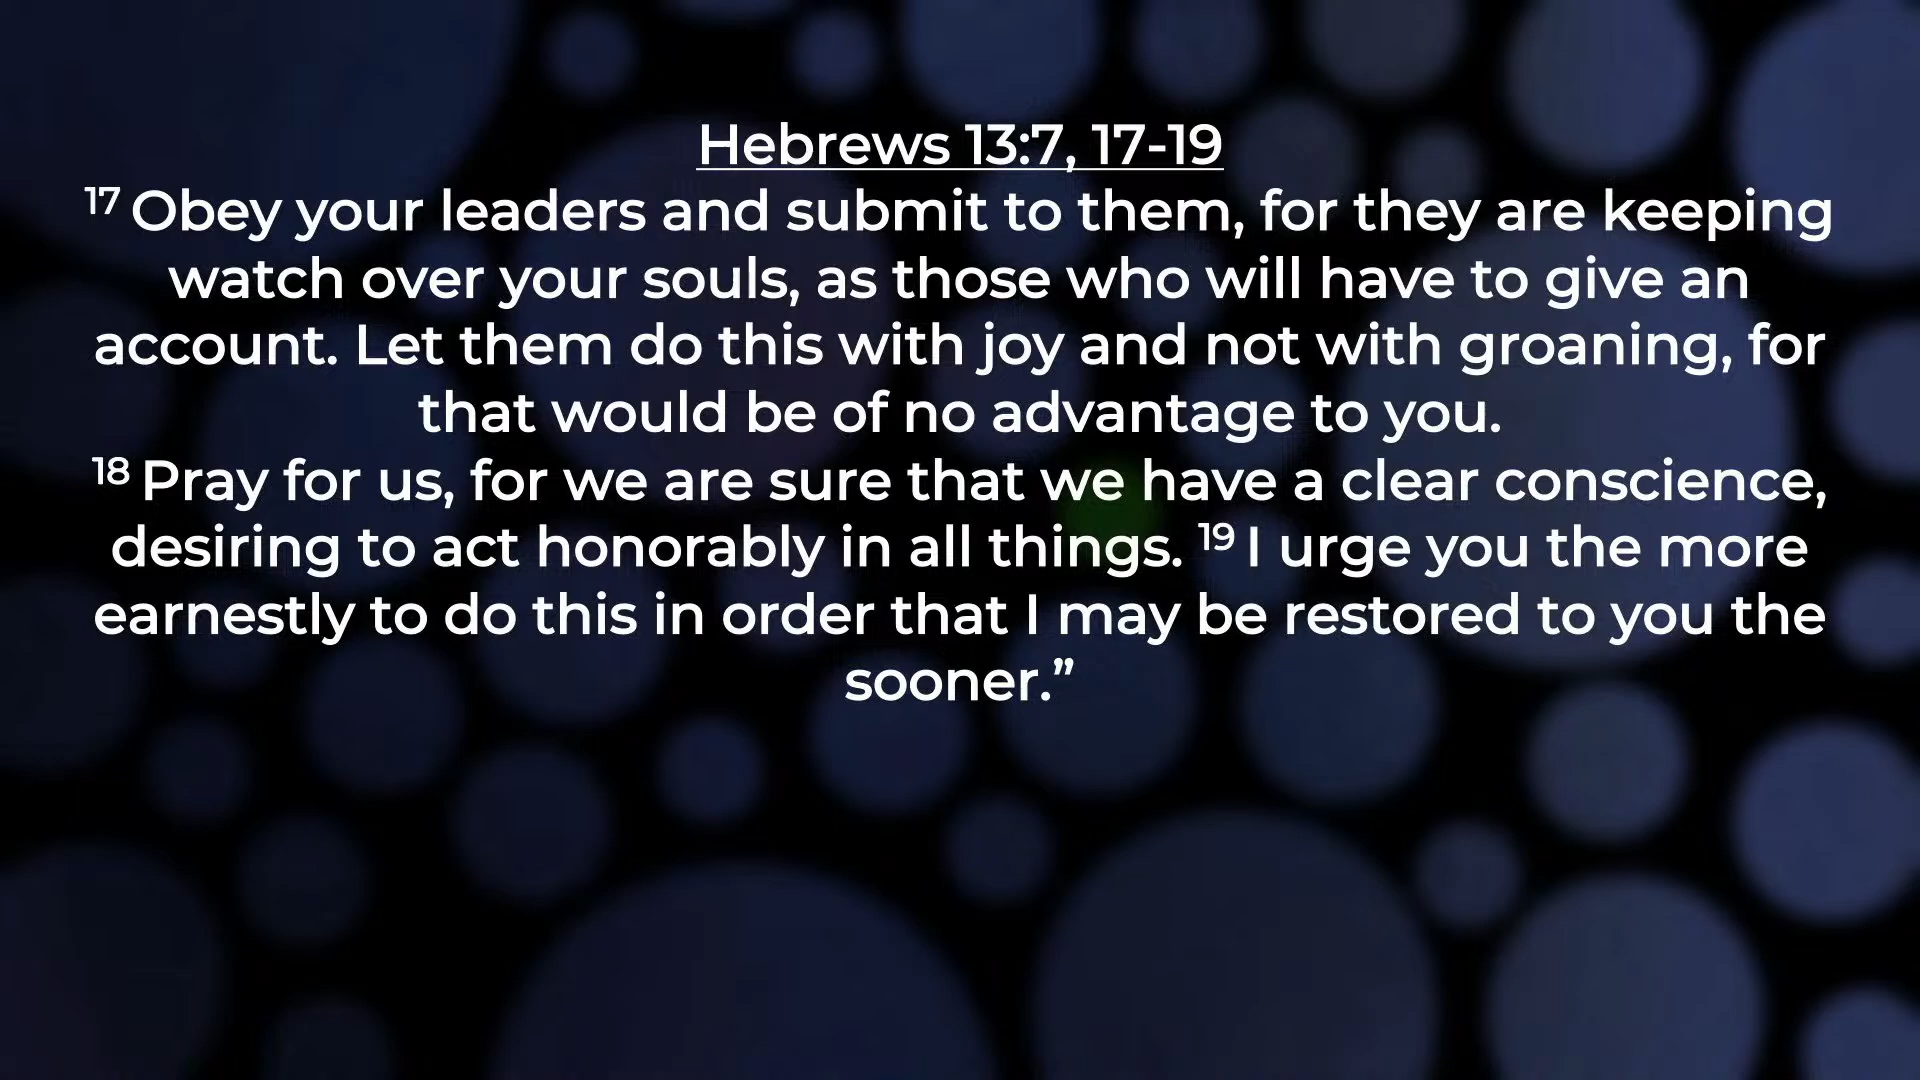 Hebrews 13:7, 17-19
17 Obey your leaders and submit to them, for they are keeping
watch over your souls, as those who will have to give an
account. Let them do this with joy and not with groaning, for
that would be of no advantage to you.
18 Pray for us, for we are sure that we have a clear conscience,
desiring to act honorably in all things. 19 I urge you the more
earnestly to do this in order that I may be restored to you the
sooner.”